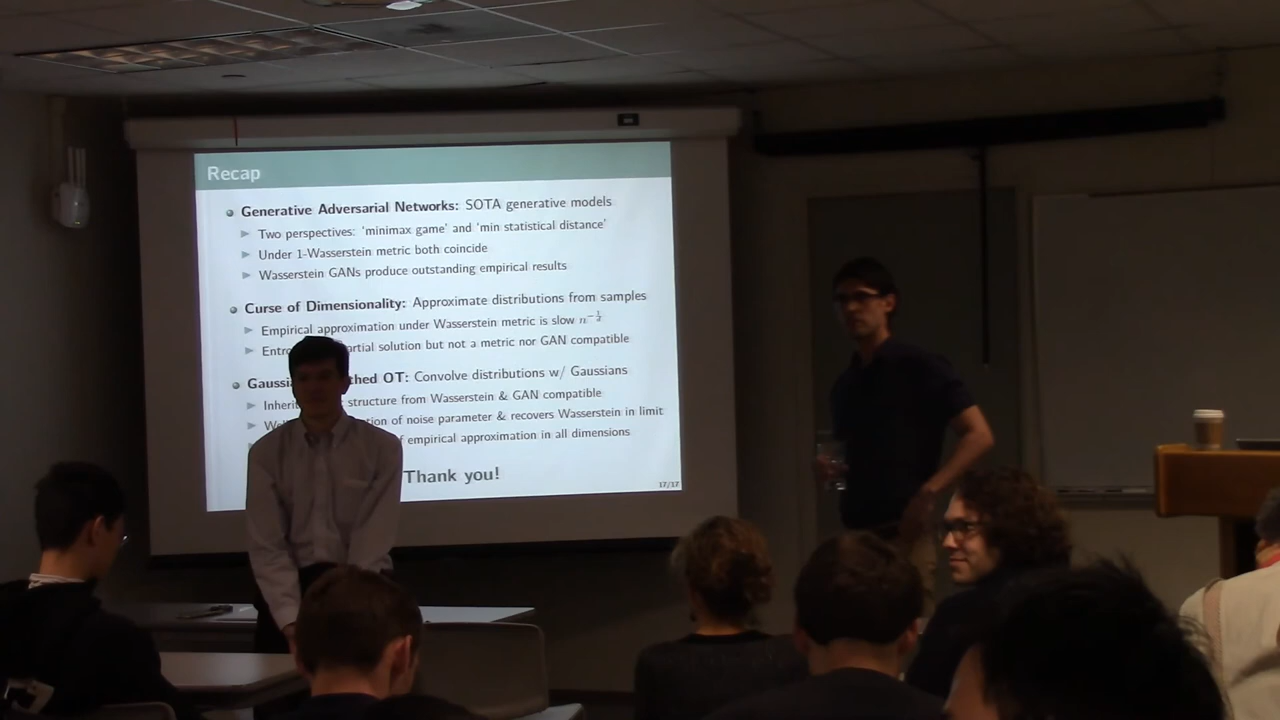 Recap
Generative Adversarial Networks: SOTA generative models
Two perspectives: 'minimax game' and 'min statistical distance'
Under 1-Wasserstein metric both coincide
Wasserstein GANs produce outstanding empirical results
Curse of Dimensionality: Approximate distributions from samples
Empirical approximation under Wasserstein metric is slow n^{-1/d}
partial solution but not a metric nor GAN compatible
OT: Convolve distributions w/ Gaussians
structure from Wasserstein & GAN compatible
of noise parameter & recovers Wasserstein in limit
of empirical approximation in all dimensions
Thank you!
17/17